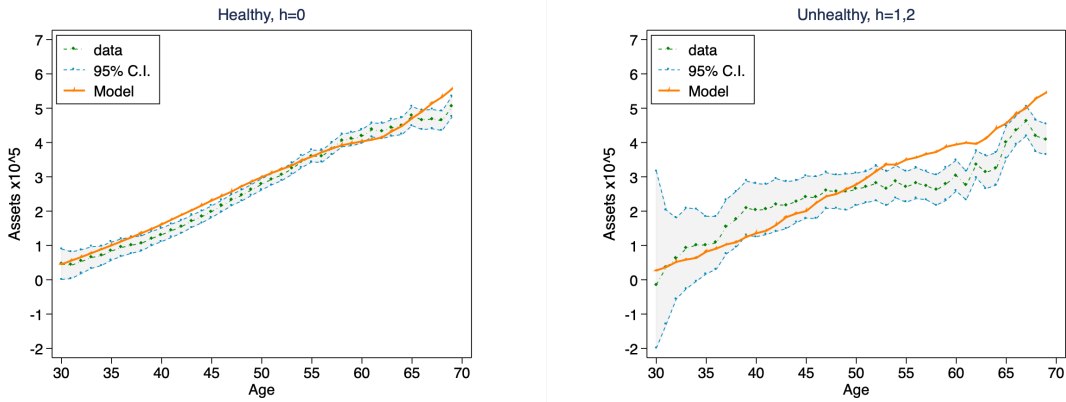 Healthy, h=0
7
6
5
4
3
2
1
0
-1
-2
Assets x10^5
data
95% C.I.
Model
30 35 40 45 50 55 60 65 70
Age
Unhealthy, h=1,2
7
6
5
4
3
2
1
0
-1
-2
Assets x10^5
data
95% C.I.
Model
30 35 40 45 50 55 60 65 70
Age